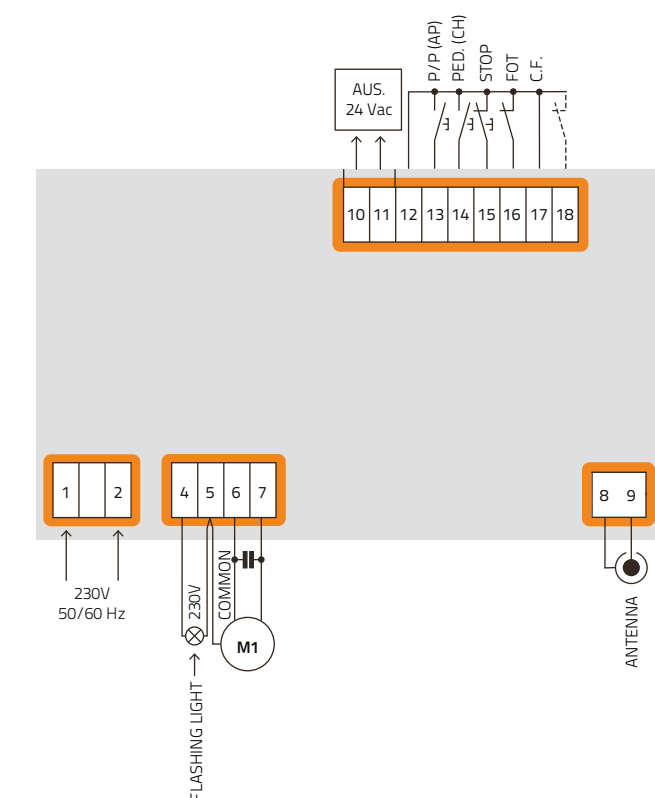 P/P (AP)
PED. (CH)
STOP
FOT
C.F.
AUS.
24 Vac
10 11 12 13 14 15 16 17 18
1 2
4 5 6 7
8 9
230V
50/60 Hz
230V
COMMON
M1
FLASHING LIGHT
ANTENNA